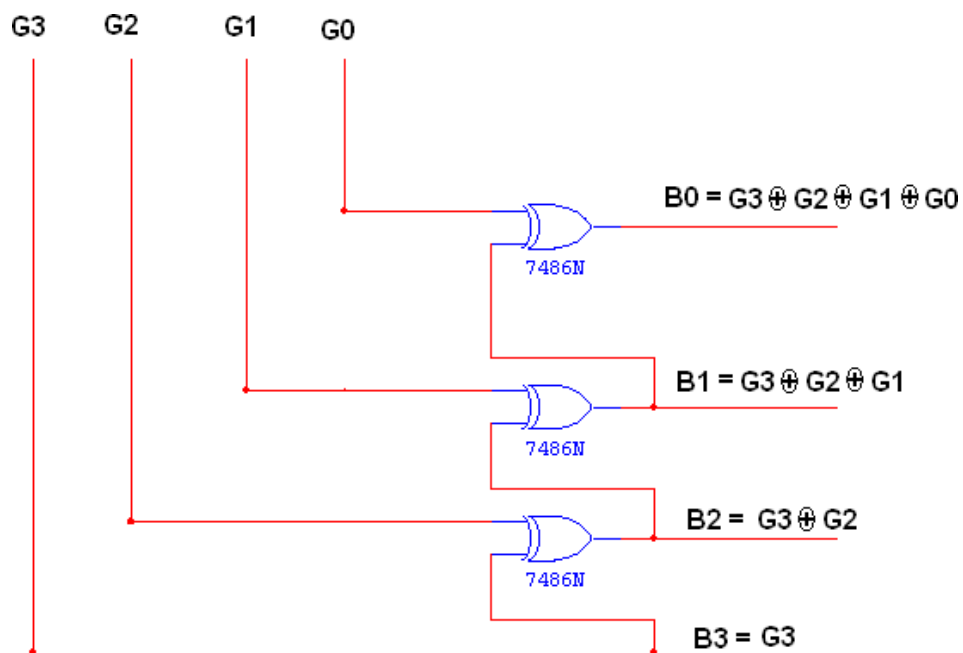 G3 G2 G1 G0
B0 = G3 ⊕ G2 ⊕ G1 ⊕ G0
7486N
B1 = G3 ⊕ G2 ⊕ G1
7486N
B2 = G3 ⊕ G2
7486N
B3 = G3